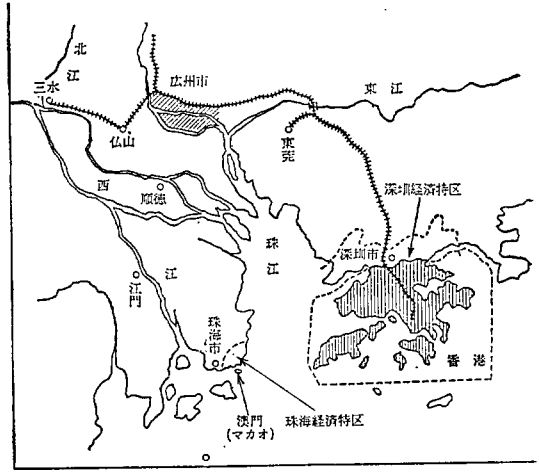 北江
三水
広州市
東江
仏山
東莞
西江
順徳
深圳経済特区
珠江
深圳市
江門
珠海市
香港
澳門
(マカオ)
珠海経済特区